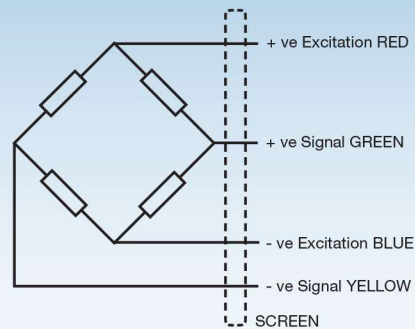 + ve Excitation RED
+ ve Signal GREEN
- ve Excitation BLUE
- ve Signal YELLOW
SCREEN